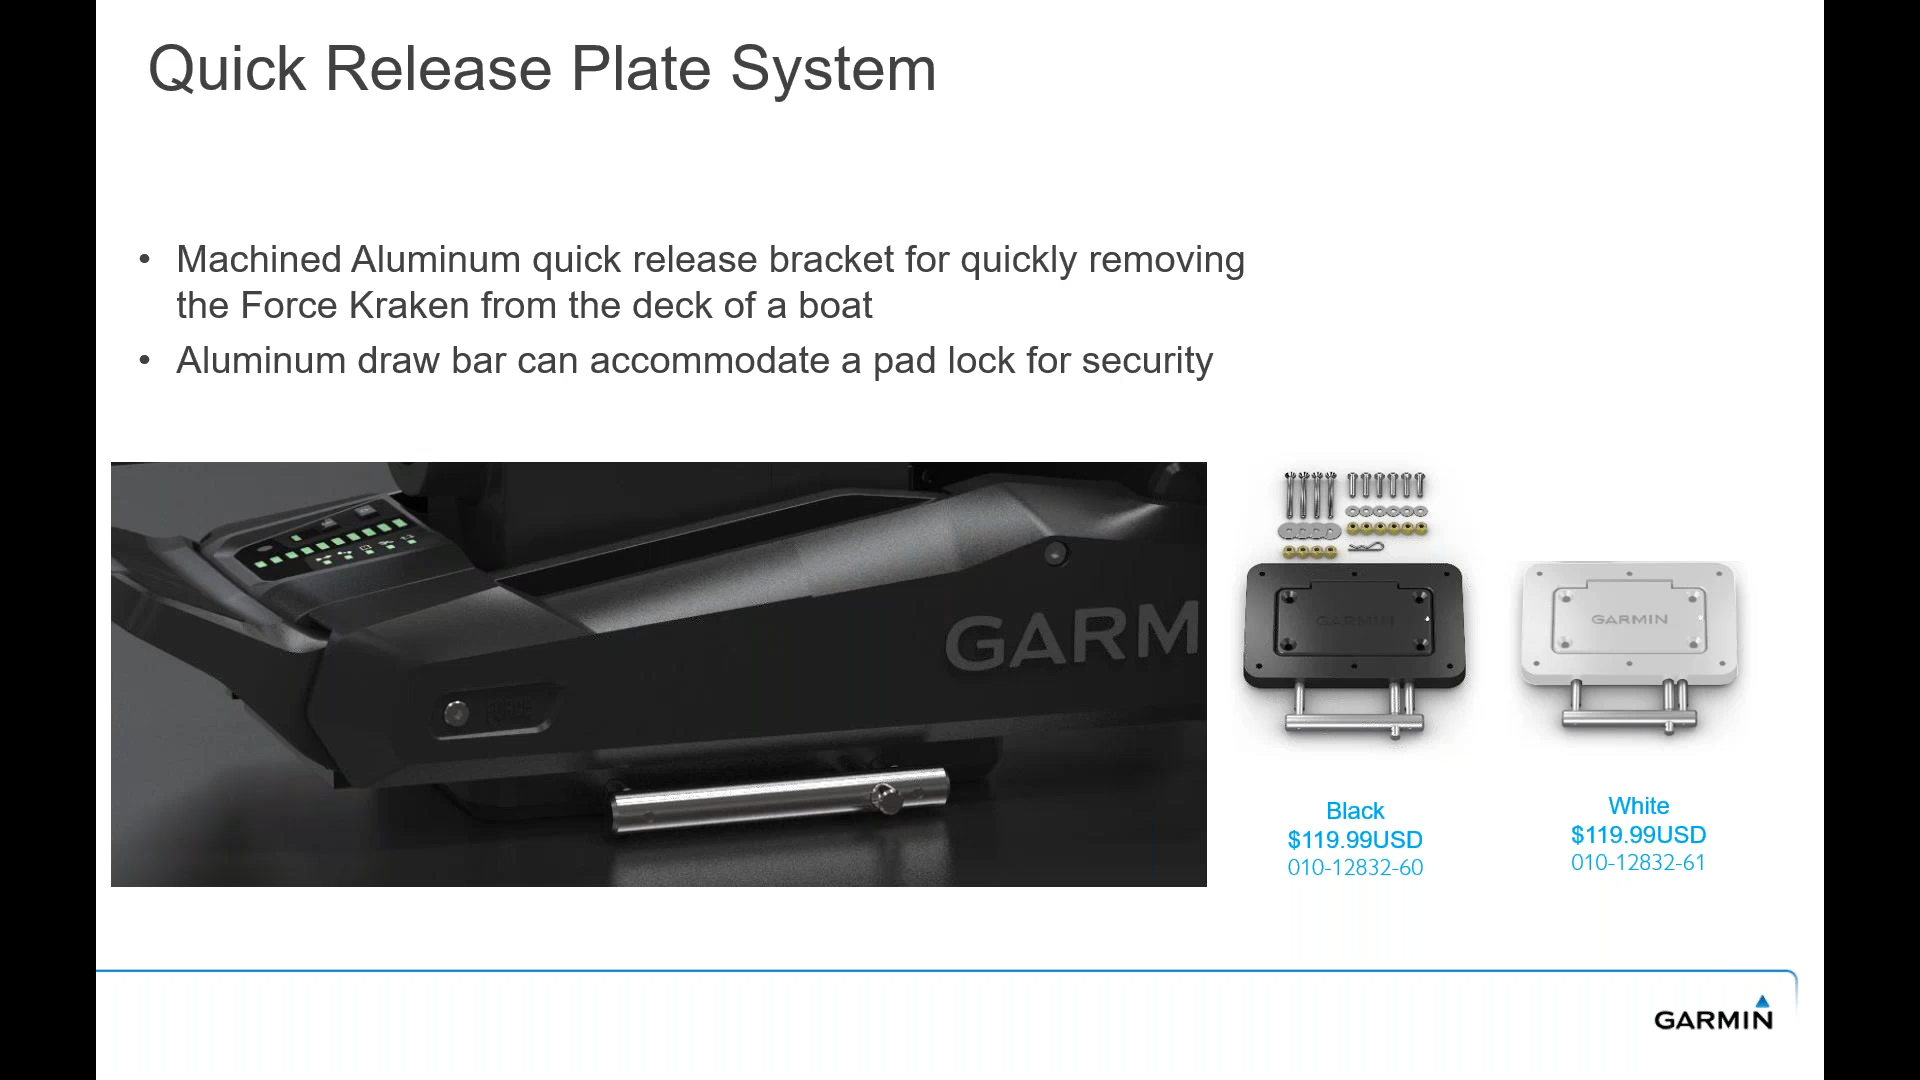 Quick Release Plate System
• Machined Aluminum quick release bracket for quickly removing
the Force Kraken from the deck of a boat
• Aluminum draw bar can accommodate a pad lock for security
GARM
FORCE
GARMIN
GARMIN
Black
$119.99USD
010-12832-60
White
$119.99USD
010-12832-61
GARMIN